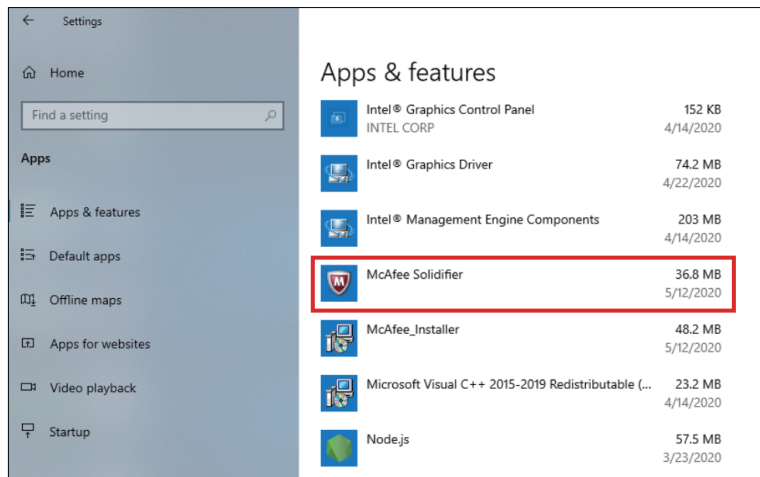 Settings
Home
Find a setting
Apps
Apps & features
Default apps
Offline maps
Apps for websites
Video playback
Startup
Apps & features
Intel® Graphics Control Panel 152 KB
INTEL CORP 4/14/2020
Intel® Graphics Driver 74.2 MB
4/22/2020
Intel® Management Engine Components 203 MB
4/14/2020
McAfee Solidifier 36.8 MB
5/12/2020
McAfee_Installer 48.2 MB
5/12/2020
Microsoft Visual C++ 2015-2019 Redistributable (... 23.2 MB
4/14/2020
Node.js 57.5 MB
3/23/2020